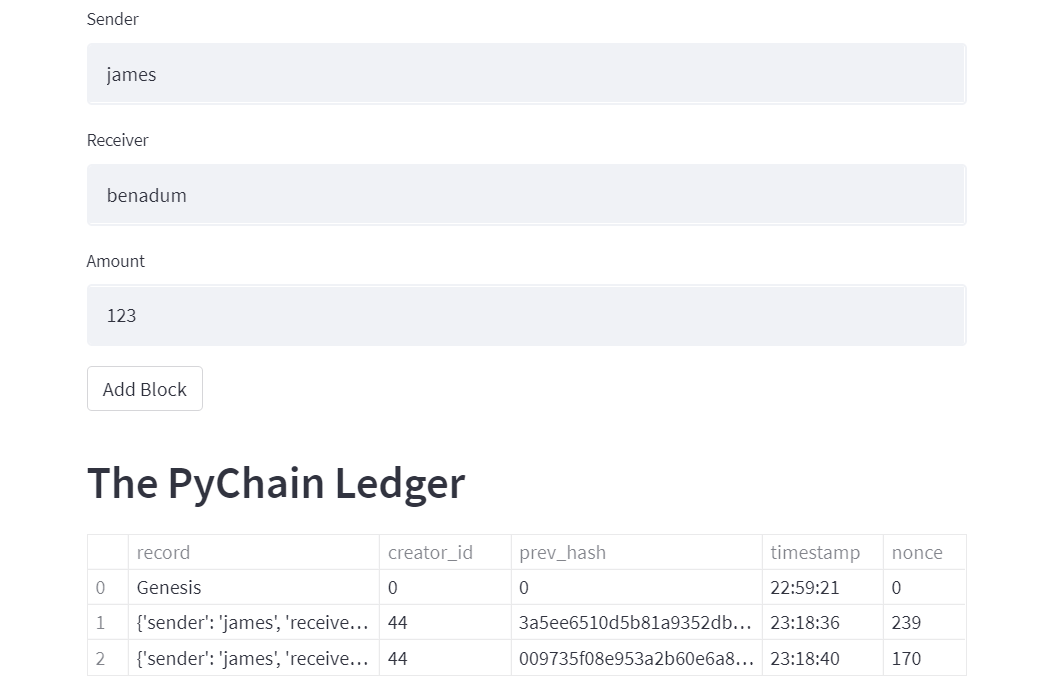 Sender
james
Receiver
benadum
Amount
123
Add Block
The PyChain Ledger
record creator_id prev_hash timestamp nonce
0 Genesis 0 0 22:59:21 0
1 {'sender': 'james', 'receive... 44 3a5ee6510d5b81a9352db... 23:18:36 239
2 {'sender': 'james', 'receive... 44 009735f08e953a2b60e6a8... 23:18:40 170